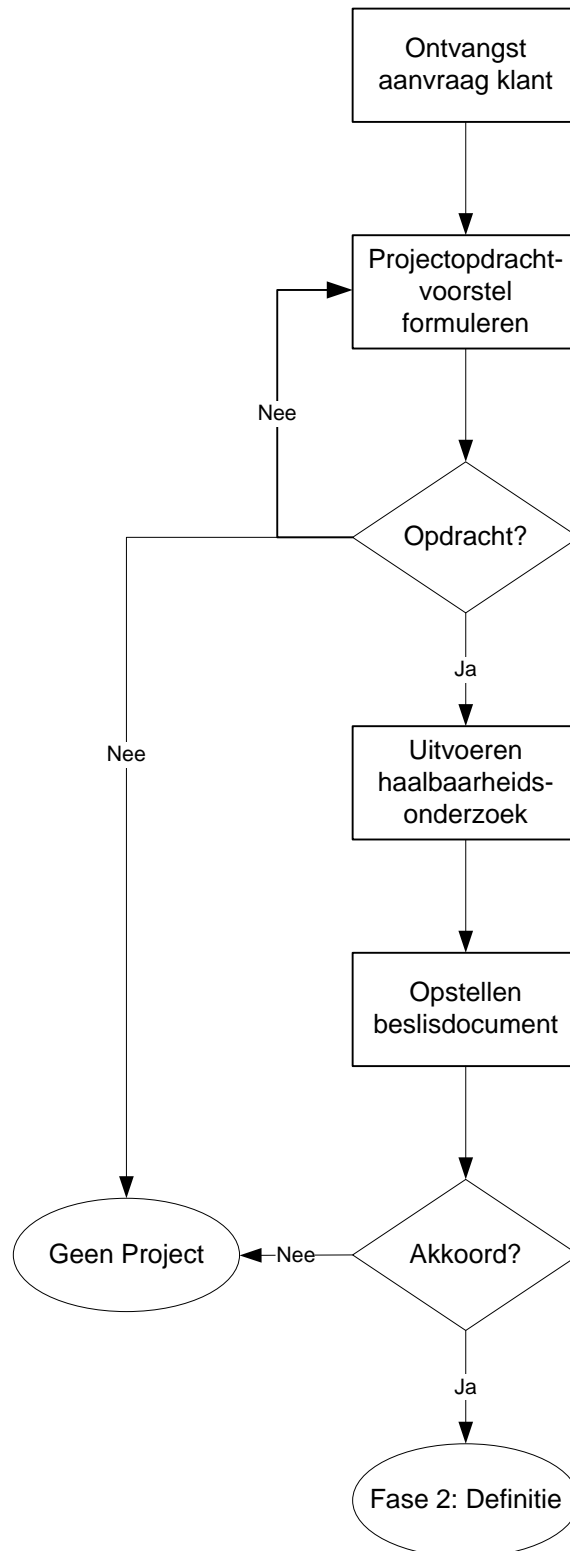 Ontvangst
aanvraag klant
Projectopdracht-
voorstel
formuleren
Nee
Opdracht?
Ja
Nee
Uitvoeren
haalbaarheids-
onderzoek
Opstellen
beslisdocument
Geen Project
Nee
Akkoord?
Ja
Fase 2: Definitie